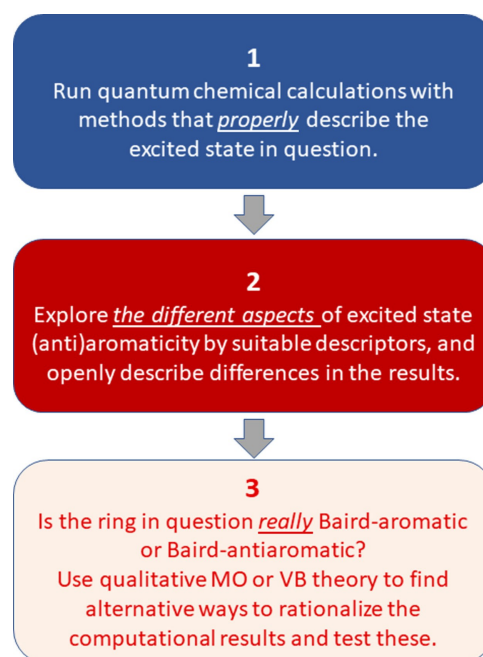 1
Run quantum chemical calculations with
methods that properly describe the
excited state in question.
2
Explore the different aspects of excited state
(anti)aromaticity by suitable descriptors, and
openly describe differences in the results.
3
Is the ring in question really Baird-aromatic
or Baird-antiaromatic?
Use qualitative MO or VB theory to find
alternative ways to rationalize the
computational results and test these.